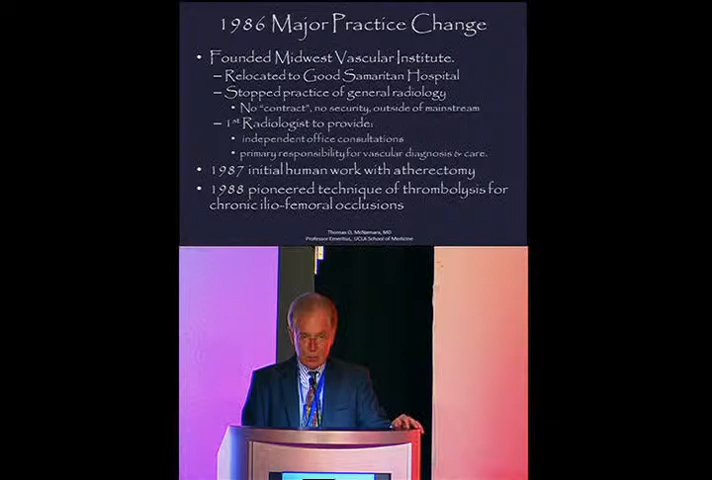 1986 Major Practice Change
• Founded Midwest Vascular Institute.
– Relocated to Good Samaritan Hospital
– Stopped practice of general radiology
• No “contract”, no security, outside of mainstream
– 1st Radiologist to provide:
• independent office consultations
• primary responsibility for vascular diagnosis & care.
• 1987 initial human work with atherectomy
• 1988 pioneered technique of thrombolysis for
chronic ilio-femoral occlusions
Thomas O. McNamara, MD
Professor Emeritus, UCLA School of Medicine